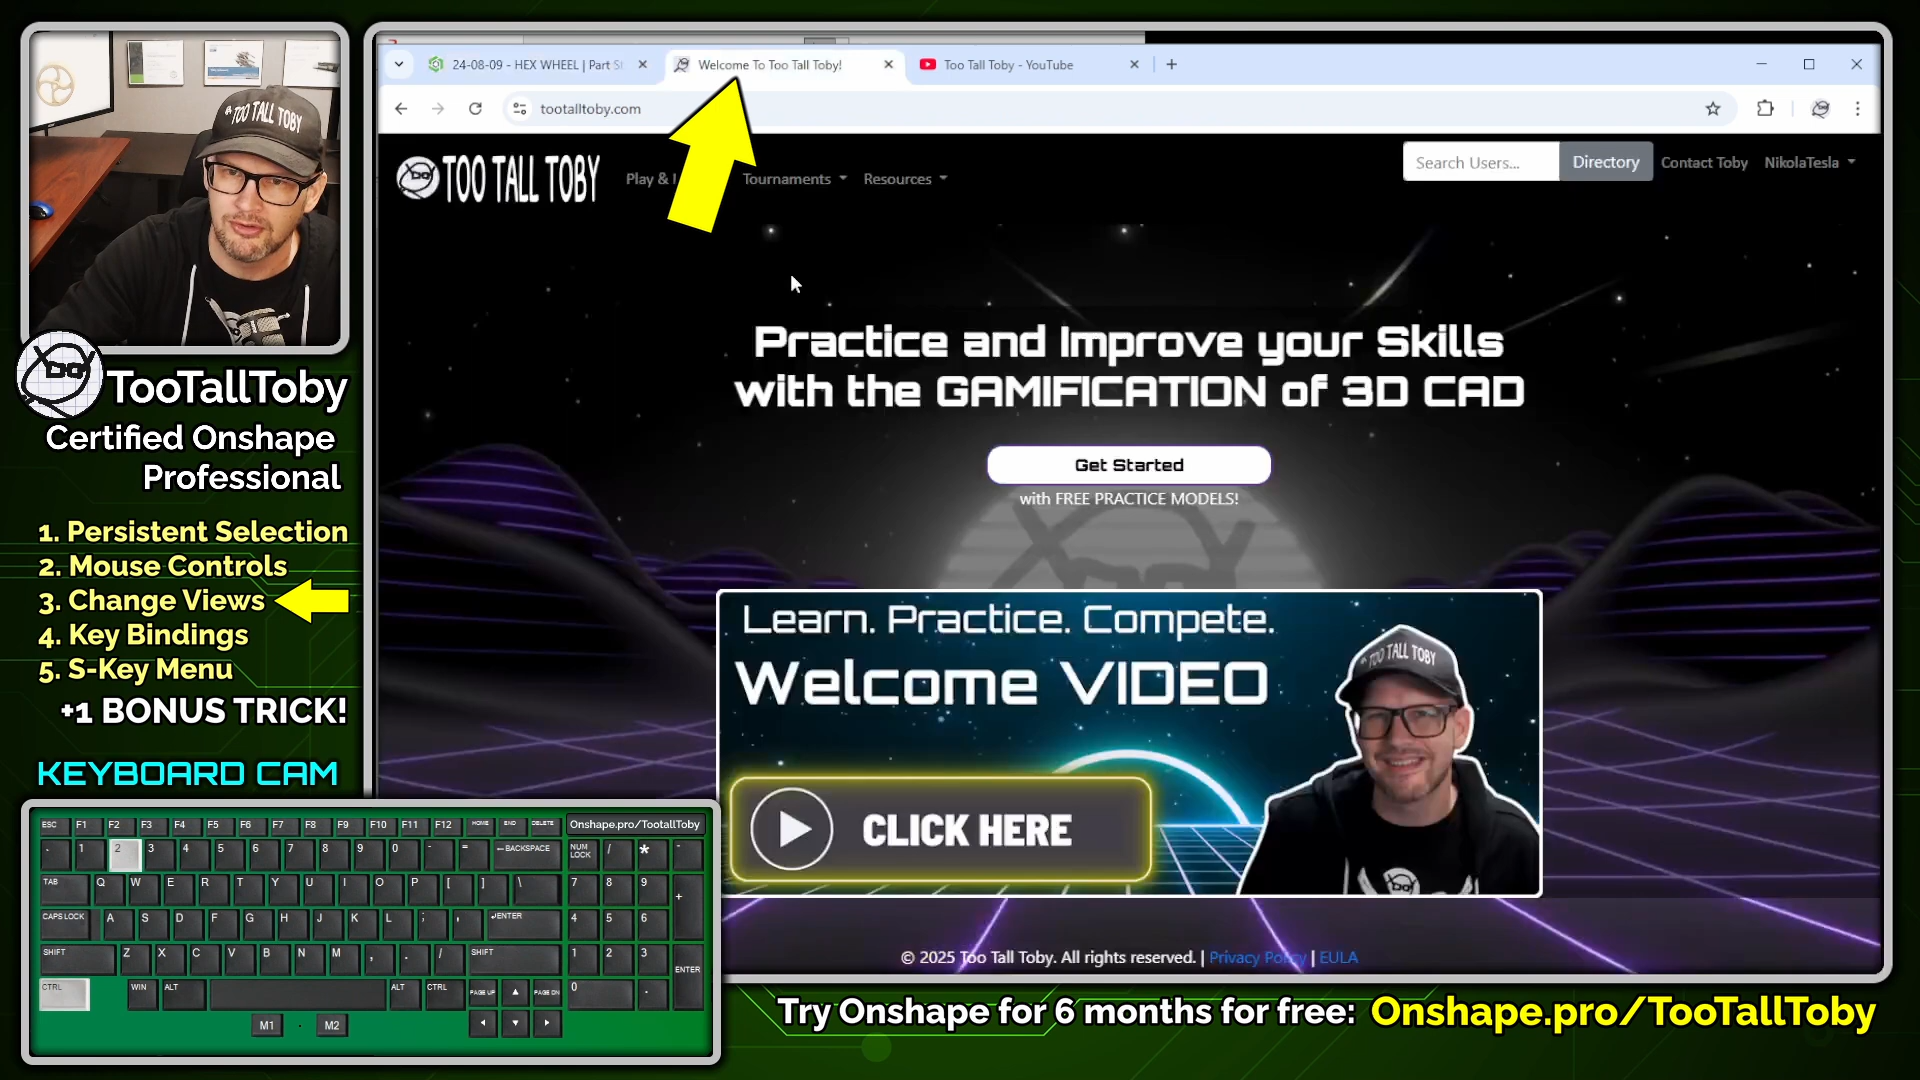 TOO TALL TOBY
TooTallToby
Certified Onshape
Professional
1. Persistent Selection
2. Mouse Controls
3. Change Views
4. Key Bindings
5. S-Key Menu
+1 BONUS TRICK!
KEYBOARD CAM
ESC F1 F2 F3 F4 F5 F6 F7 F8 F9 F10 F11 F12 HOME END DELETE Onshape.pro/TootallToby
1 2 3 4 5 6 7 8 9 0 - = ←BACKSPACE NUM LOCK / * -
TAB Q W E R T Y U I O P [ ] \ 7 8 9 +
CAPS LOCK A S D F G H J K L ; ' ↵ENTER 4 5 6
SHIFT Z X C V B N M , . / SHIFT 1 2 3 ENTER
CTRL WIN ALT ALT CTRL PAGE UP ▲ PAGE DN 0 .
M1 M2 ◄ ▼ ►
24-08-09 - HEX WHEEL | Part St
Welcome To Too Tall Toby!
Too Tall Toby - YouTube
tootalltoby.com
TOO TALL TOBY
Play &
Tournaments
Resources
Search Users...
Directory
Contact Toby
NikolaTesla
Practice and Improve your Skills
with the GAMIFICATION of 3D CAD
Get Started
with FREE PRACTICE MODELS!
Learn. Practice. Compete.
Welcome VIDEO
TOO TALL TOBY
CLICK HERE
© 2025 Too Tall Toby. All rights reserved. | Privacy Policy | EULA
Try Onshape for 6 months for free: Onshape.pro/TooTallToby